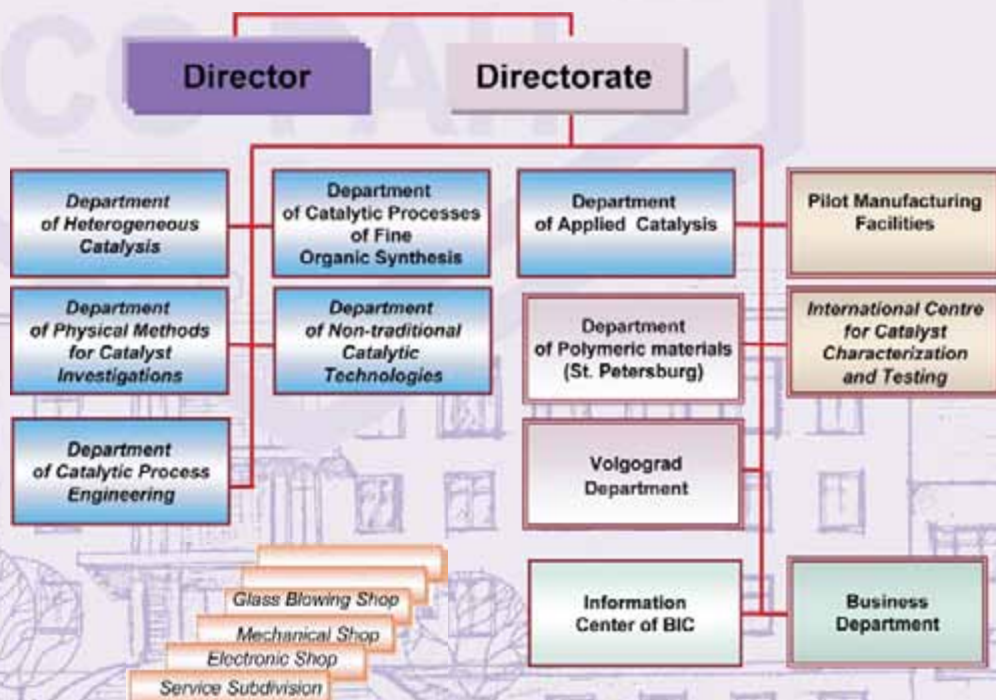 Director
Directorate
Department
of Heterogeneous
Catalysis
Department
of Catalytic Processes
of Fine
Organic Synthesis
Department
of Applied Catalysis
Pilot Manufacturing
Facilities
Department
of Physical Methods
for Catalyst
Investigations
Department
of Non-traditional
Catalytic
Technologies
Department
of Polymeric materials
(St. Petersburg)
International Centre
for Catalyst
Characterization
and Testing
Department
of Catalytic Process
Engineering
Volgograd
Department
Information
Center of BIC
Business
Department
Glass Blowing Shop
Mechanical Shop
Electronic Shop
Service Subdivision